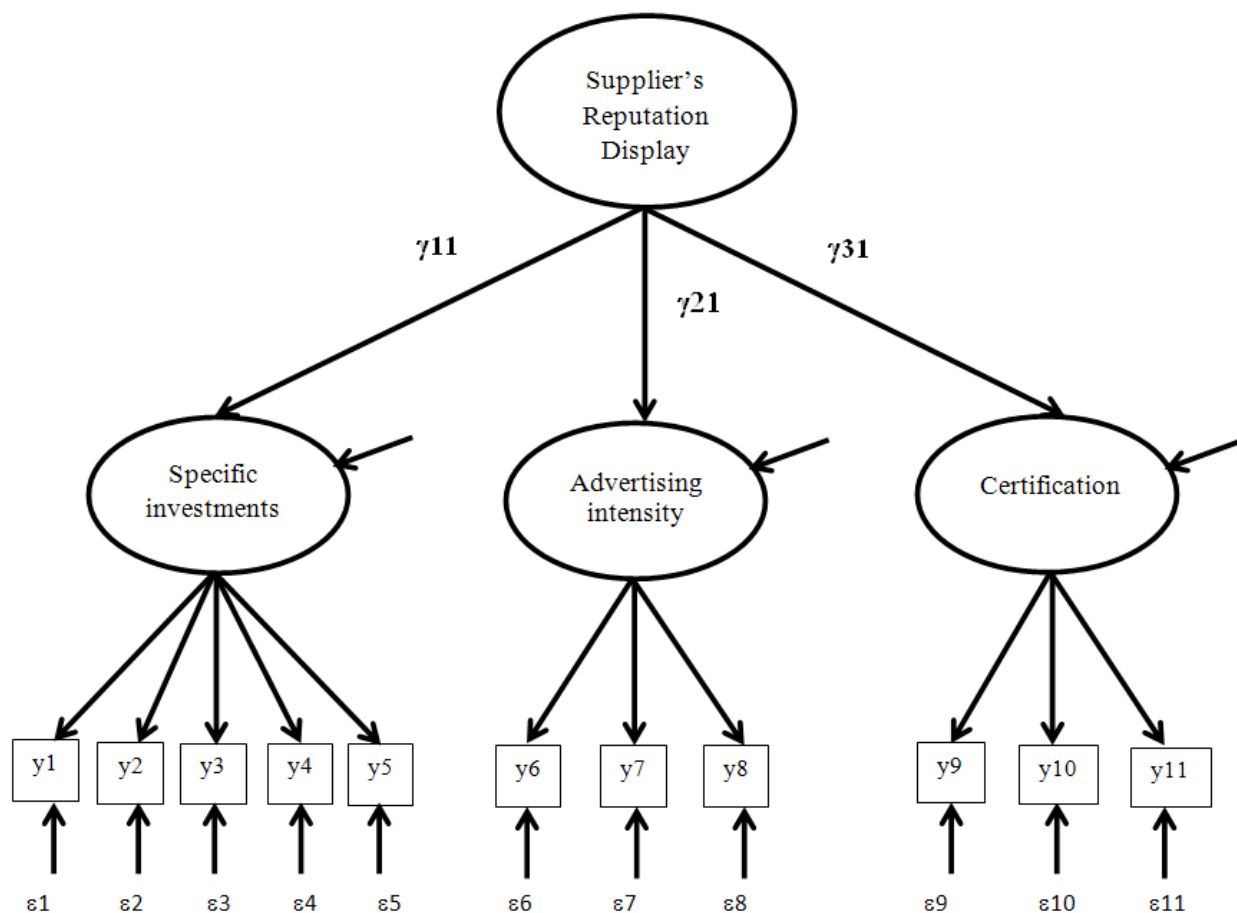 Supplier's
Reputation
Display
γ11
γ31
γ21
Specific
investments
Advertising
intensity
Certification
y1
y2
y3
y4
y5
y6
y7
y8
y9
y10
y11
ε1
ε2
ε3
ε4
ε5
ε6
ε7
ε8
ε9
ε10
ε11